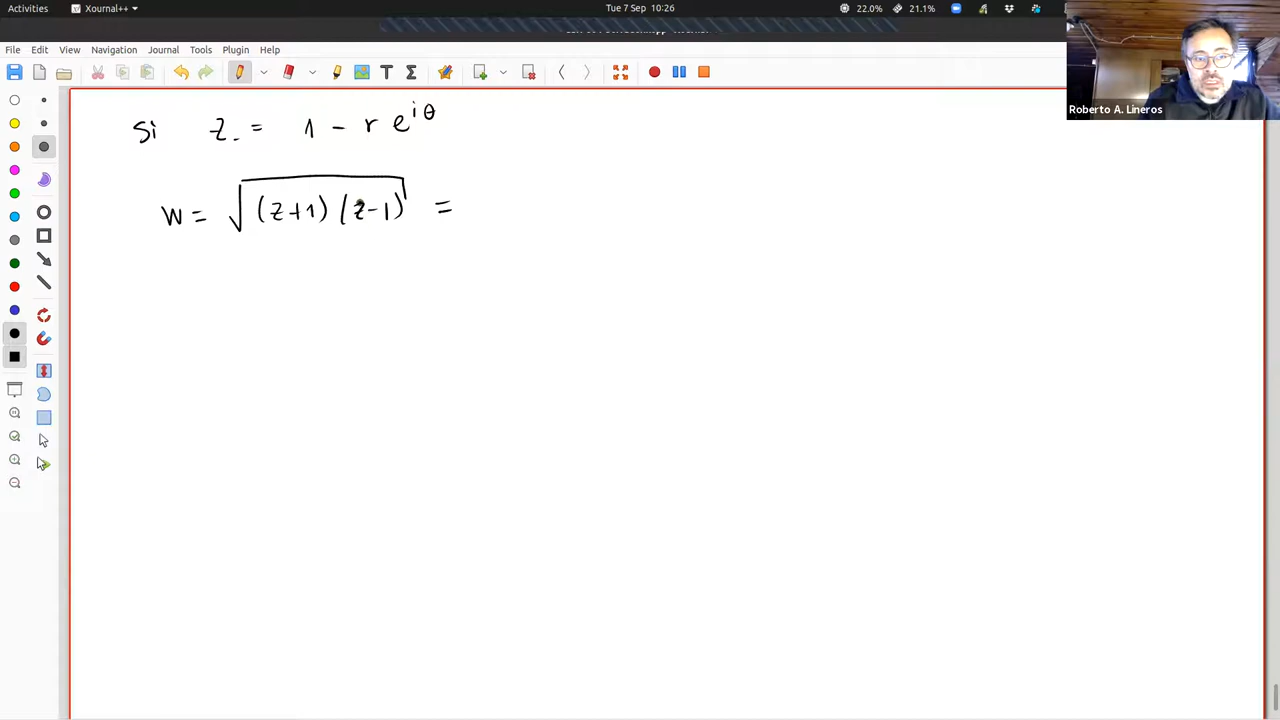 Activities Xournal++ Tue 7 Sep 10:26 22.0% 21.1%
File Edit View Navigation Journal Tools Plugin Help
Roberto A. Lineros
Si z_ = 1 - r e^{iθ}
w = √((z+1)(z-1)) =